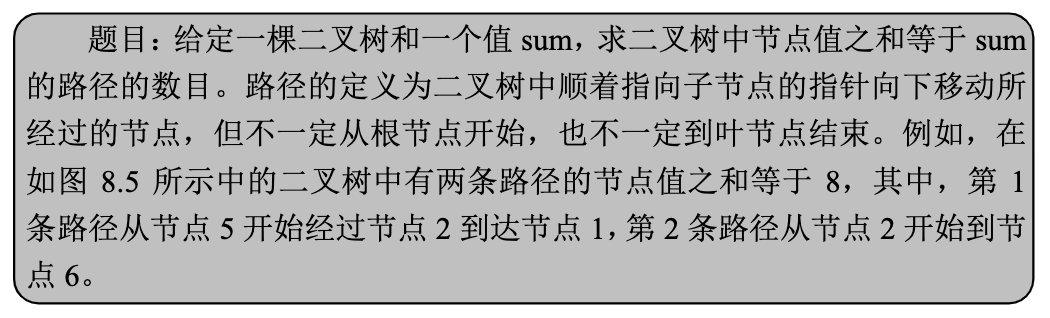 题目：给定一棵二叉树和一个值 sum，求二叉树中节点值之和等于 sum
的路径的数目。路径的定义为二叉树中顺着指向子节点的指针向下移动所
经过的节点，但不一定从根节点开始，也不一定到叶节点结束。例如，在
如图 8.5 所示中的二叉树中有两条路径的节点值之和等于 8，其中，第 1
条路径从节点 5 开始经过节点 2 到达节点 1，第 2 条路径从节点 2 开始到节
点 6。